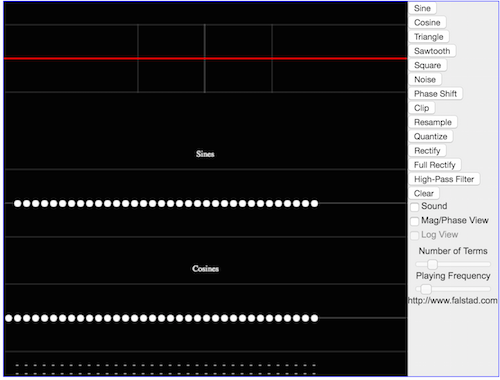 Sines
Cosines
Sine
Cosine
Triangle
Sawtooth
Square
Noise
Phase Shift
Clip
Resample
Quantize
Rectify
Full Rectify
High-Pass Filter
Clear
Sound
Mag/Phase View
Log View
Number of Terms
Playing Frequency
http://www.falstad.com